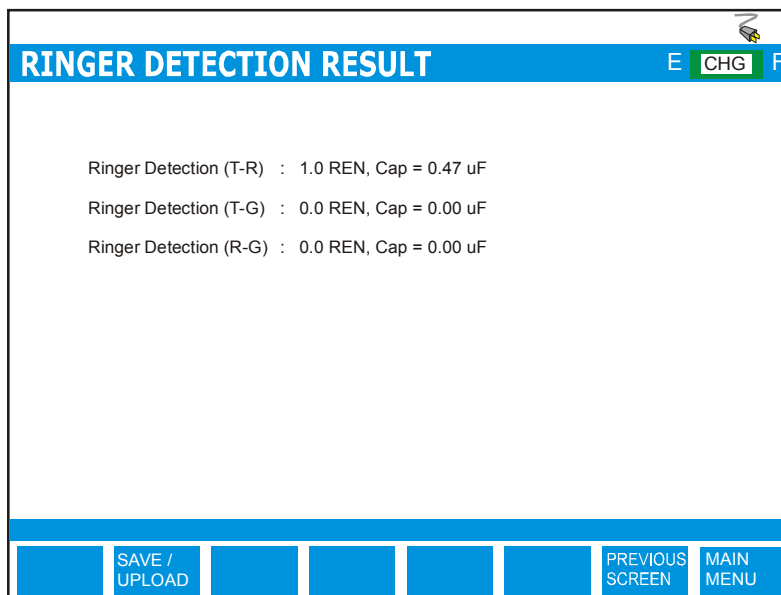 RINGER DETECTION RESULT E CHG F
Ringer Detection (T-R) : 1.0 REN, Cap = 0.47 uF
Ringer Detection (T-G) : 0.0 REN, Cap = 0.00 uF
Ringer Detection (R-G) : 0.0 REN, Cap = 0.00 uF
SAVE /
UPLOAD
PREVIOUS
SCREEN
MAIN
MENU